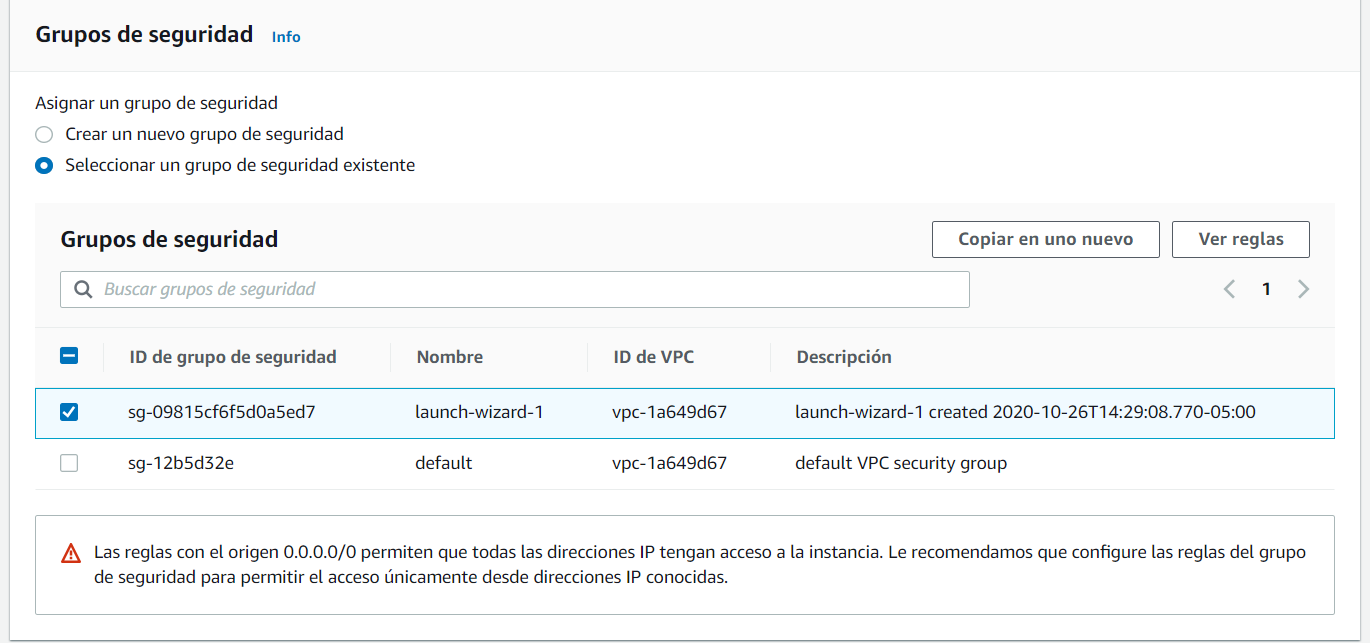 Grupos de seguridad Info
Asignar un grupo de seguridad
Crear un nuevo grupo de seguridad
Seleccionar un grupo de seguridad existente
Grupos de seguridad
Copiar en uno nuevo
Ver reglas
Buscar grupos de seguridad
1
ID de grupo de seguridad Nombre ID de VPC Descripción
sg-09815cf6f5d0a5ed7 launch-wizard-1 vpc-1a649d67 launch-wizard-1 created 2020-10-26T14:29:08.770-05:00
sg-12b5d32e default vpc-1a649d67 default VPC security group
Las reglas con el origen 0.0.0.0/0 permiten que todas las direcciones IP tengan acceso a la instancia. Le recomendamos que configure las reglas del grupo
de seguridad para permitir el acceso únicamente desde direcciones IP conocidas.